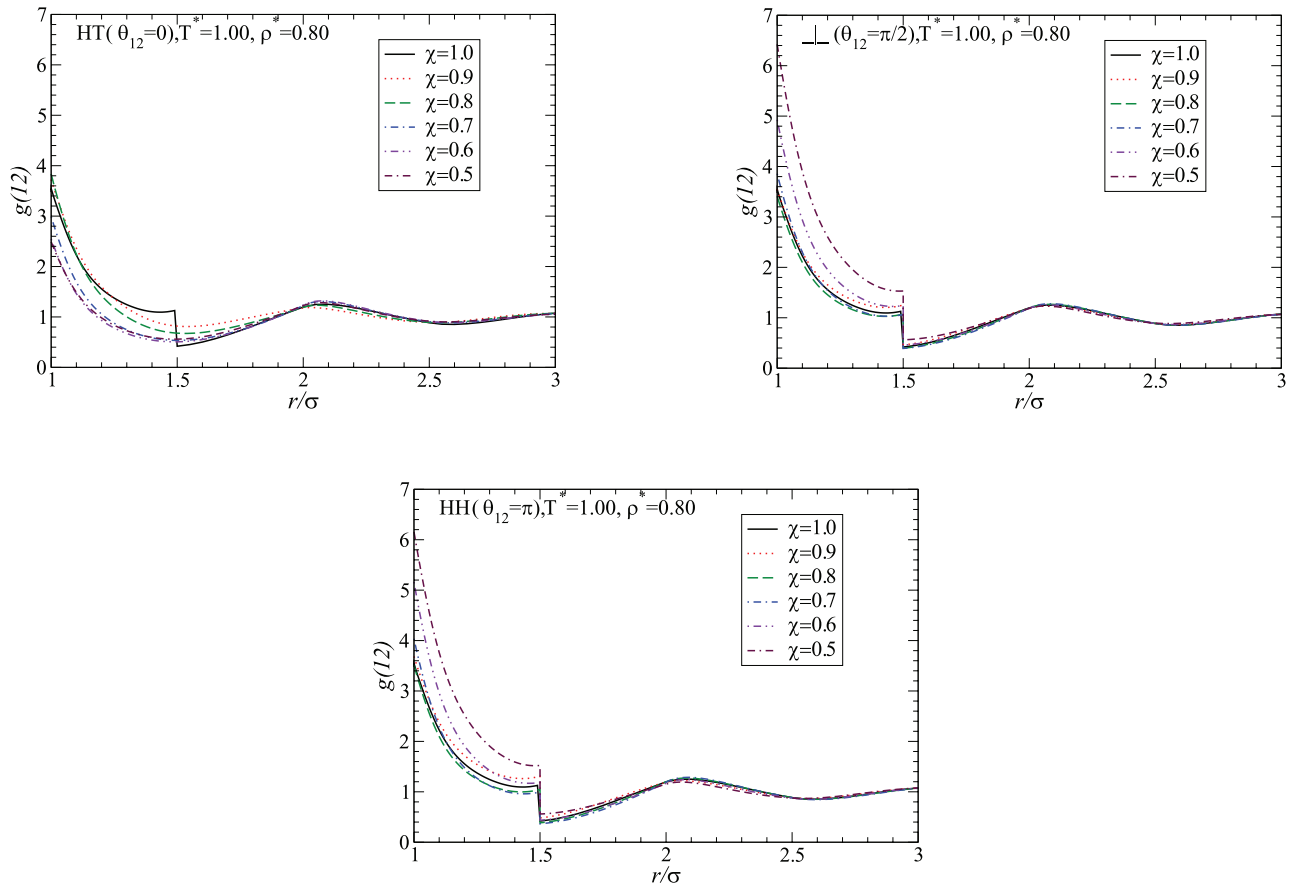 HT(θ12=0),T*=1.00, ρ*=0.80
χ=1.0
χ=0.9
χ=0.8
χ=0.7
χ=0.6
χ=0.5
7
6
5
4
3
2
1
0
g(12)
1
1.5
2
2.5
3
r/σ
_|_ (θ12=π/2),T*=1.00, ρ*=0.80
χ=1.0
χ=0.9
χ=0.8
χ=0.7
χ=0.6
χ=0.5
7
6
5
4
3
2
1
0
g(12)
1
1.5
2
2.5
3
r/σ
HH(θ12=π),T*=1.00, ρ*=0.80
χ=1.0
χ=0.9
χ=0.8
χ=0.7
χ=0.6
χ=0.5
7
6
5
4
3
2
1
0
g(12)
1
1.5
2
2.5
3
r/σ